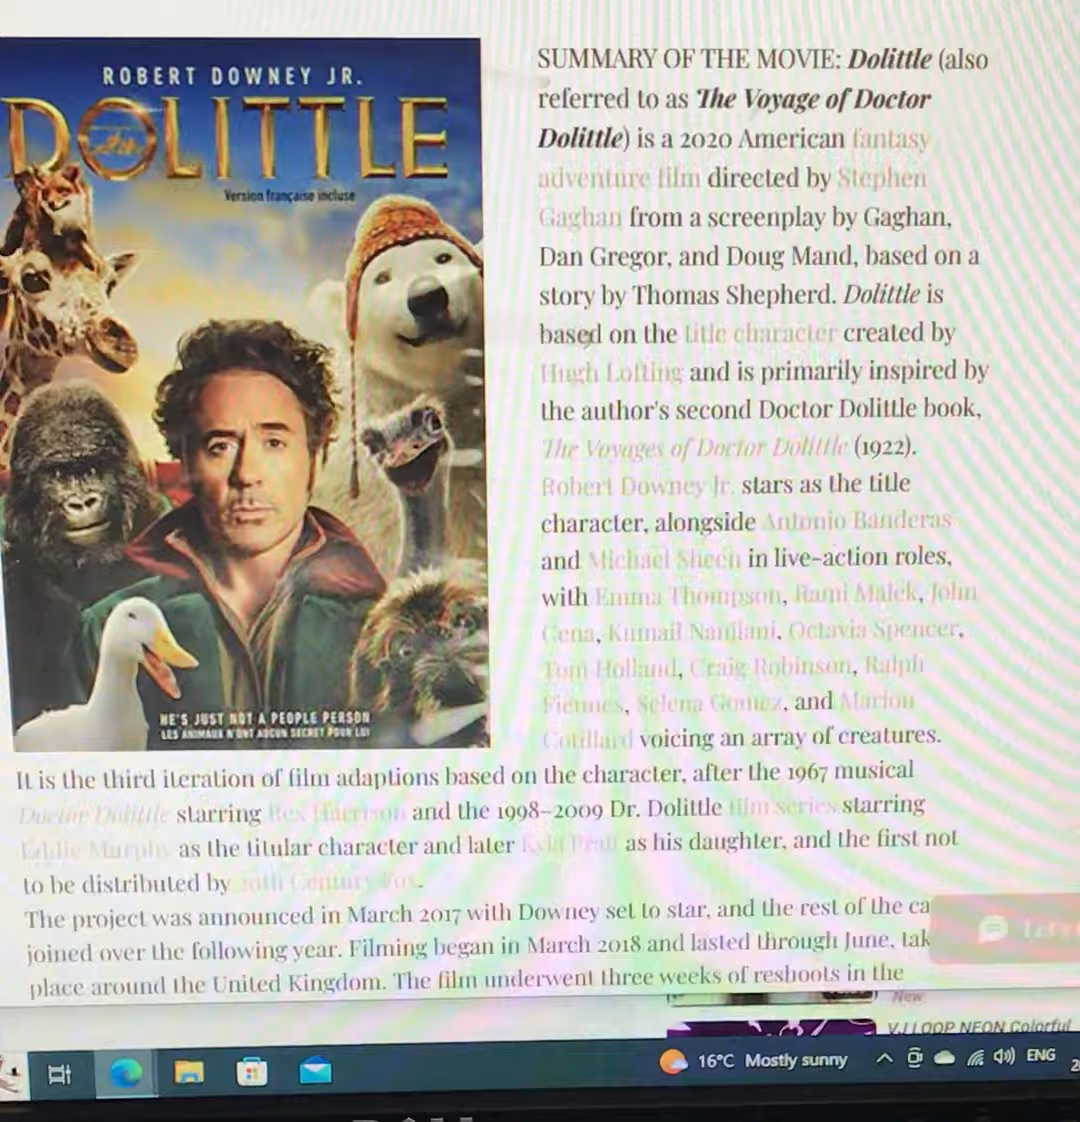 ROBERT DOWNEY JR.
DOLITTLE
Version française incluse
HE'S JUST NOT A PEOPLE PERSON
LES ANIMAUX N'ONT AUCUN SECRET POUR LUI
SUMMARY OF THE MOVIE: Dolittle (also
referred to as The Voyage of Doctor
Dolittle) is a 2020 American fantasy
adventure film directed by Stephen
Gaghan from a screenplay by Gaghan,
Dan Gregor, and Doug Mand, based on a
story by Thomas Shepherd. Dolittle is
based on the title character created by
Hugh Lofting and is primarily inspired by
the author's second Doctor Dolittle book,
The Voyages of Doctor Dolittle (1922).
Robert Downey Jr. stars as the title
character, alongside Antonio Banderas
and Michael Sheen in live-action roles,
with Emma Thompson, Rami Malek, John
Cena, Kumail Nanjiani, Octavia Spencer,
Tom Holland, Craig Robinson, Ralph
Fiennes, Selena Gomez, and Marion
Cotillard voicing an array of creatures.
It is the third iteration of film adaptions based on the character, after the 1967 musical
Doctor Dolittle starring Rex Harrison and the 1998–2009 Dr. Dolittle film series starring
Eddie Murphy as the titular character and later Kyla Pratt as his daughter, and the first not
to be distributed by 20th Century Fox.
The project was announced in March 2017 with Downey set to star, and the rest of the ca
joined over the following year. Filming began in March 2018 and lasted through June, tak
place around the United Kingdom. The film underwent three weeks of reshoots in the
Let's
New
VJ LOOP NEON Colorful
16°C Mostly sunny
ENG